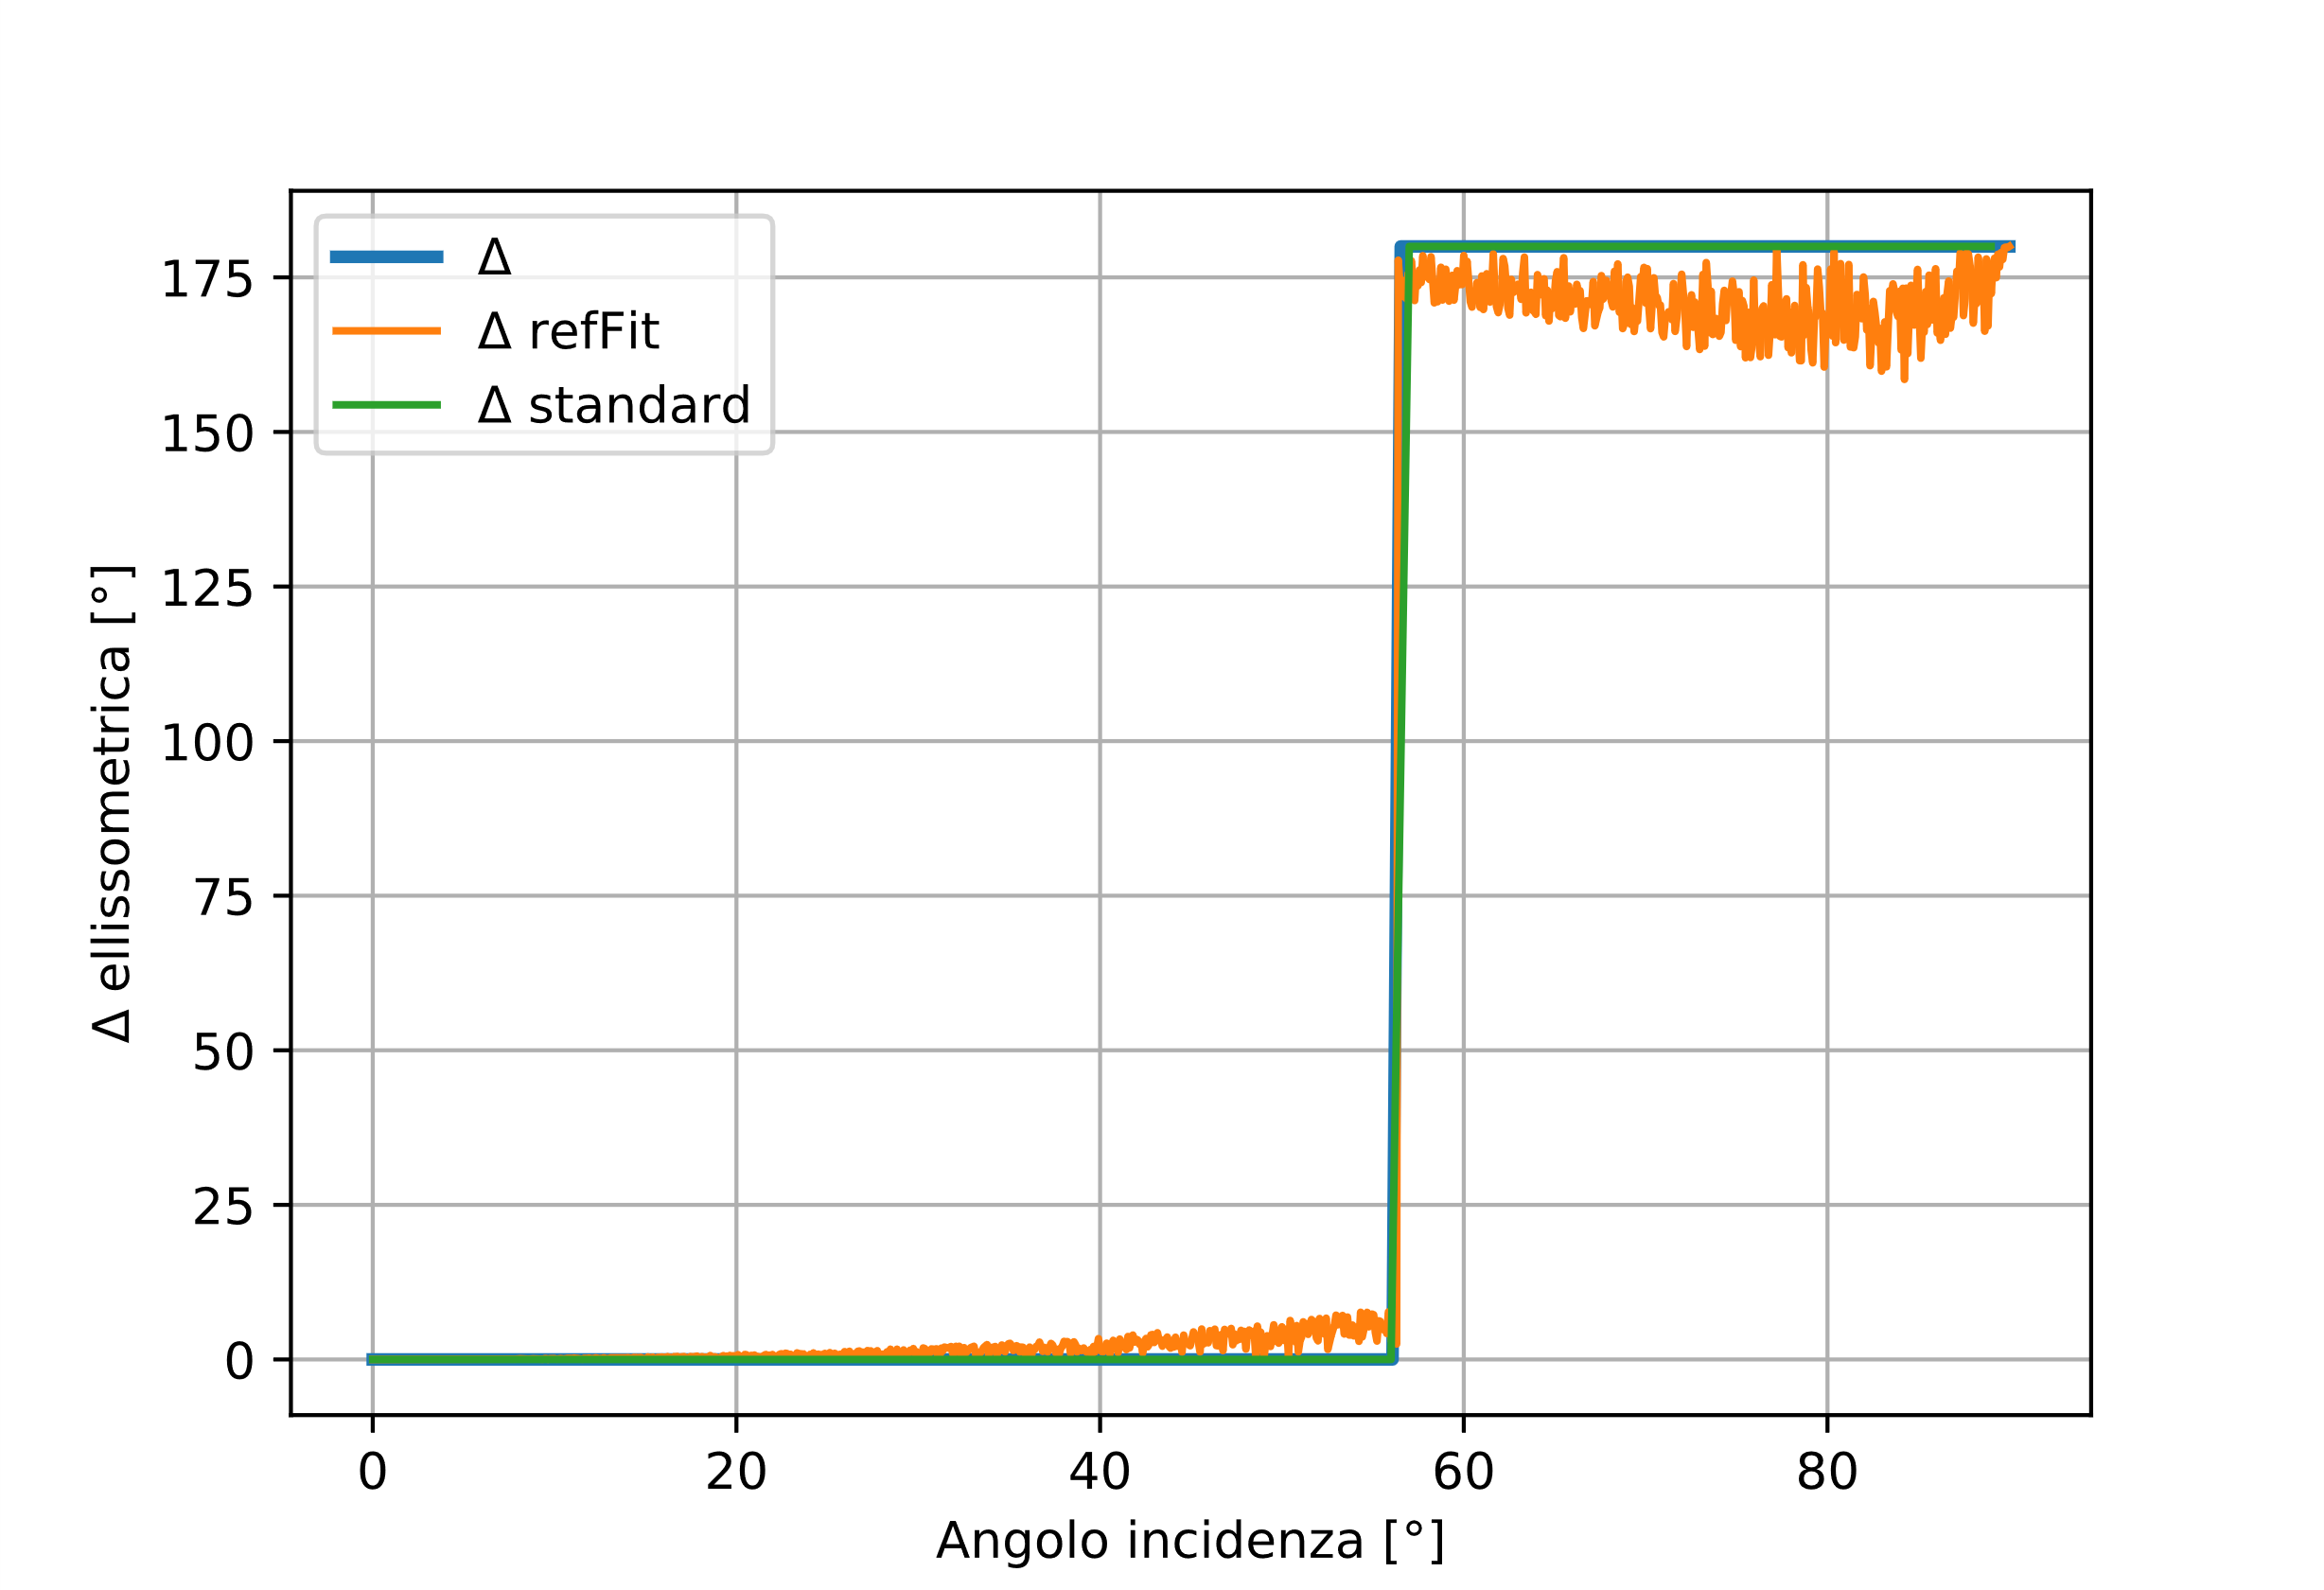 Δ
Δ refFit
Δ standard
175
150
125
100
75
50
25
0
Δ ellissometrica [°]
0 20 40 60 80
Angolo incidenza [°]